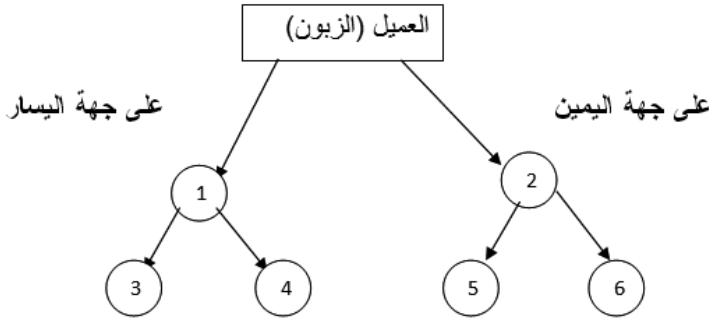 العميل (الزبون)
على جهة اليمين
على جهة اليسار
2
1
6
5
4
3